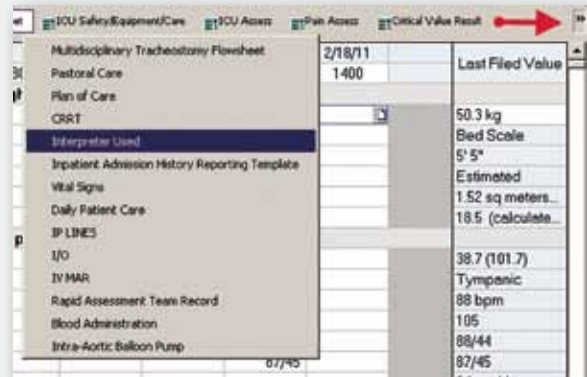 ICU Safety/Equipment/Care ICU Assess Pain Assess Critical Value Result
Multidisciplinary Tracheostomy Flowsheet
Pastoral Care
Plan of Care
CRRT
Interpreter Used
Inpatient Admission History Reporting Template
Vital Signs
Daily Patient Care
IP LINES
I/O
IV MAR
Rapid Assessment Team Record
Blood Administration
Intra-Aortic Balloon Pump
2/18/11
1400
87/45
Last Filed Value
50.3 kg
Bed Scale
5' 5"
Estimated
1.52 sq meters...
18.5 (calculate...
38.7 (101.7)
Tympanic
88 bpm
105
88/44
87/45